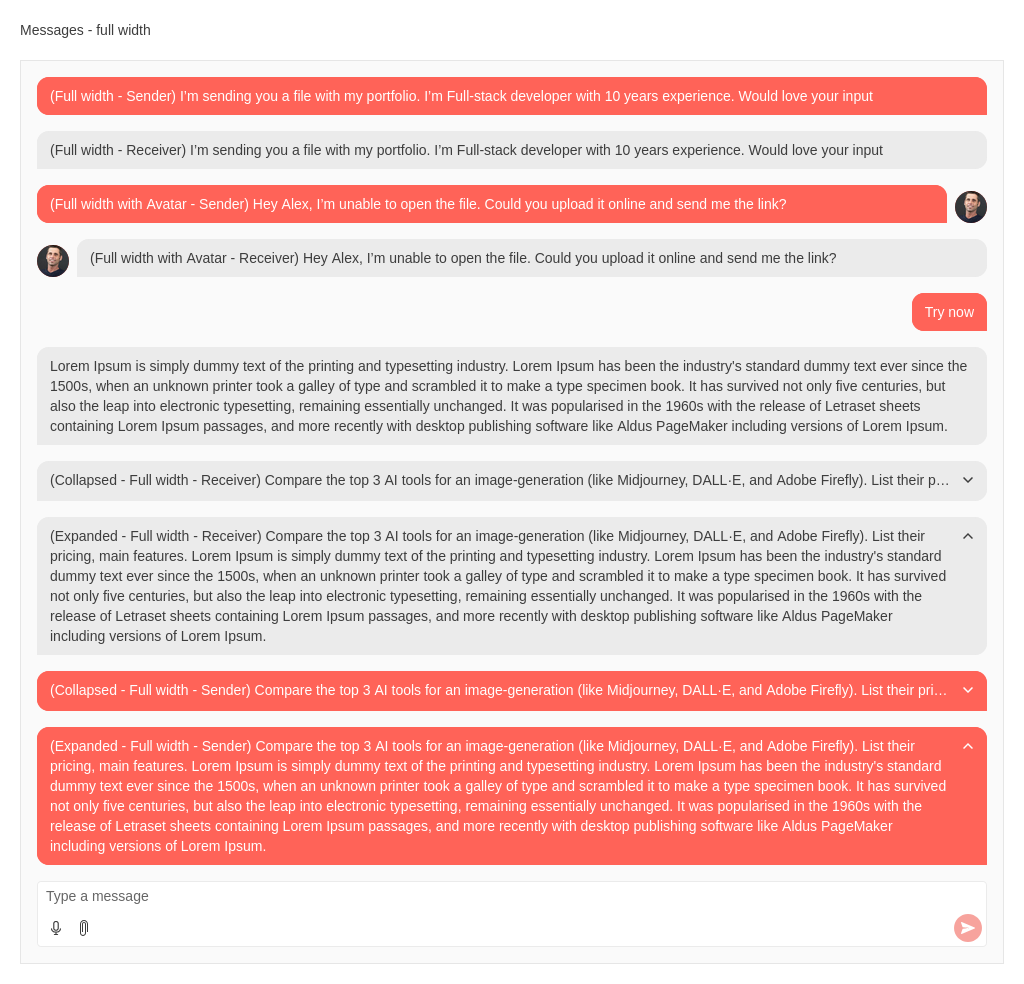 Messages - full width
(Full width - Sender) I’m sending you a file with my portfolio. I’m Full-stack developer with 10 years experience. Would love your input
(Full width - Receiver) I’m sending you a file with my portfolio. I’m Full-stack developer with 10 years experience. Would love your input
(Full width with Avatar - Sender) Hey Alex, I’m unable to open the file. Could you upload it online and send me the link?
(Full width with Avatar - Receiver) Hey Alex, I’m unable to open the file. Could you upload it online and send me the link?
Try now
Lorem Ipsum is simply dummy text of the printing and typesetting industry. Lorem Ipsum has been the industry's standard dummy text ever since the
1500s, when an unknown printer took a galley of type and scrambled it to make a type specimen book. It has survived not only five centuries, but
also the leap into electronic typesetting, remaining essentially unchanged. It was popularised in the 1960s with the release of Letraset sheets
containing Lorem Ipsum passages, and more recently with desktop publishing software like Aldus PageMaker including versions of Lorem Ipsum.
(Collapsed - Full width - Receiver) Compare the top 3 AI tools for an image-generation (like Midjourney, DALL·E, and Adobe Firefly). List their p…
(Expanded - Full width - Receiver) Compare the top 3 AI tools for an image-generation (like Midjourney, DALL·E, and Adobe Firefly). List their
pricing, main features. Lorem Ipsum is simply dummy text of the printing and typesetting industry. Lorem Ipsum has been the industry's standard
dummy text ever since the 1500s, when an unknown printer took a galley of type and scrambled it to make a type specimen book. It has survived
not only five centuries, but also the leap into electronic typesetting, remaining essentially unchanged. It was popularised in the 1960s with the
release of Letraset sheets containing Lorem Ipsum passages, and more recently with desktop publishing software like Aldus PageMaker
including versions of Lorem Ipsum.
(Collapsed - Full width - Sender) Compare the top 3 AI tools for an image-generation (like Midjourney, DALL·E, and Adobe Firefly). List their pri…
(Expanded - Full width - Sender) Compare the top 3 AI tools for an image-generation (like Midjourney, DALL·E, and Adobe Firefly). List their
pricing, main features. Lorem Ipsum is simply dummy text of the printing and typesetting industry. Lorem Ipsum has been the industry's standard
dummy text ever since the 1500s, when an unknown printer took a galley of type and scrambled it to make a type specimen book. It has survived
not only five centuries, but also the leap into electronic typesetting, remaining essentially unchanged. It was popularised in the 1960s with the
release of Letraset sheets containing Lorem Ipsum passages, and more recently with desktop publishing software like Aldus PageMaker
including versions of Lorem Ipsum.
Type a message